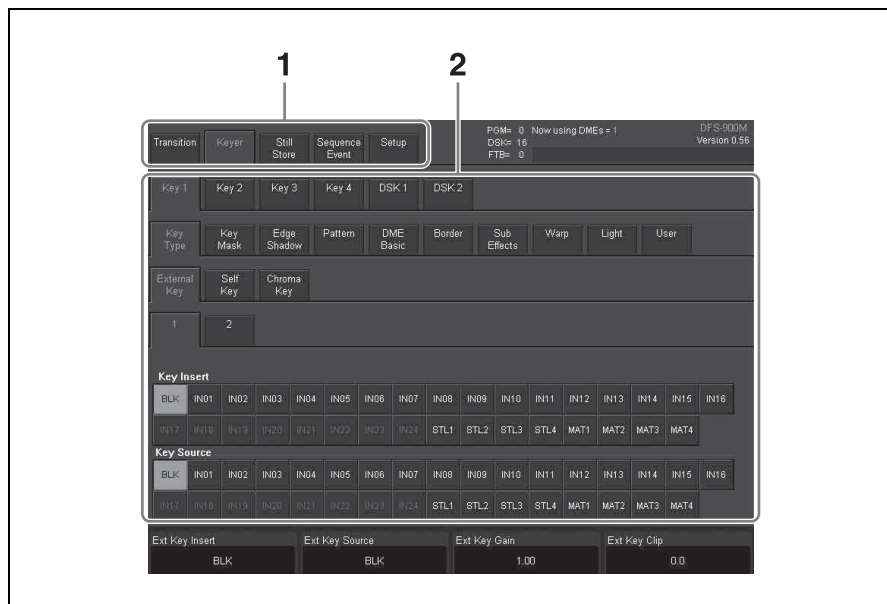 1 2
Transition Keyer Still Store Sequence Event Setup
PGM= 0 Now using DMEs = 1
DSK= 16
FTB= 0
DFS-900M
Version 0.56
Key 1 Key 2 Key 3 Key 4 DSK 1 DSK 2
Key Type Key Mask Edge Shadow Pattern DME Basic Border Sub Effects Warp Light User
External Key Self Key Chroma Key
1 2
Key Insert
BLK IN01 IN02 IN03 IN04 IN05 IN06 IN07 IN08 IN09 IN10 IN11 IN12 IN13 IN14 IN15 IN16
IN17 IN18 IN19 IN20 IN21 IN22 IN23 IN24 STL1 STL2 STL3 STL4 MAT1 MAT2 MAT3 MAT4
Key Source
BLK IN01 IN02 IN03 IN04 IN05 IN06 IN07 IN08 IN09 IN10 IN11 IN12 IN13 IN14 IN15 IN16
IN17 IN18 IN19 IN20 IN21 IN22 IN23 IN24 STL1 STL2 STL3 STL4 MAT1 MAT2 MAT3 MAT4
Ext Key Insert Ext Key Source Ext Key Gain Ext Key Clip
BLK BLK 1.00 0.0